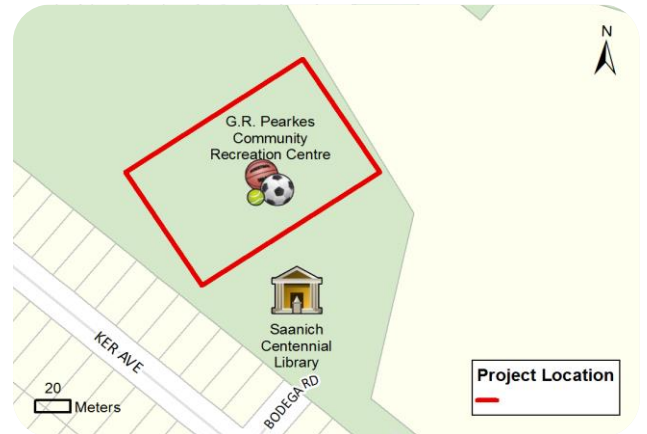 N
G.R. Pearkes
Community
Recreation Centre
Saanich
Centennial
Library
KER AVE
BODEGA RD
20
Meters
Project Location